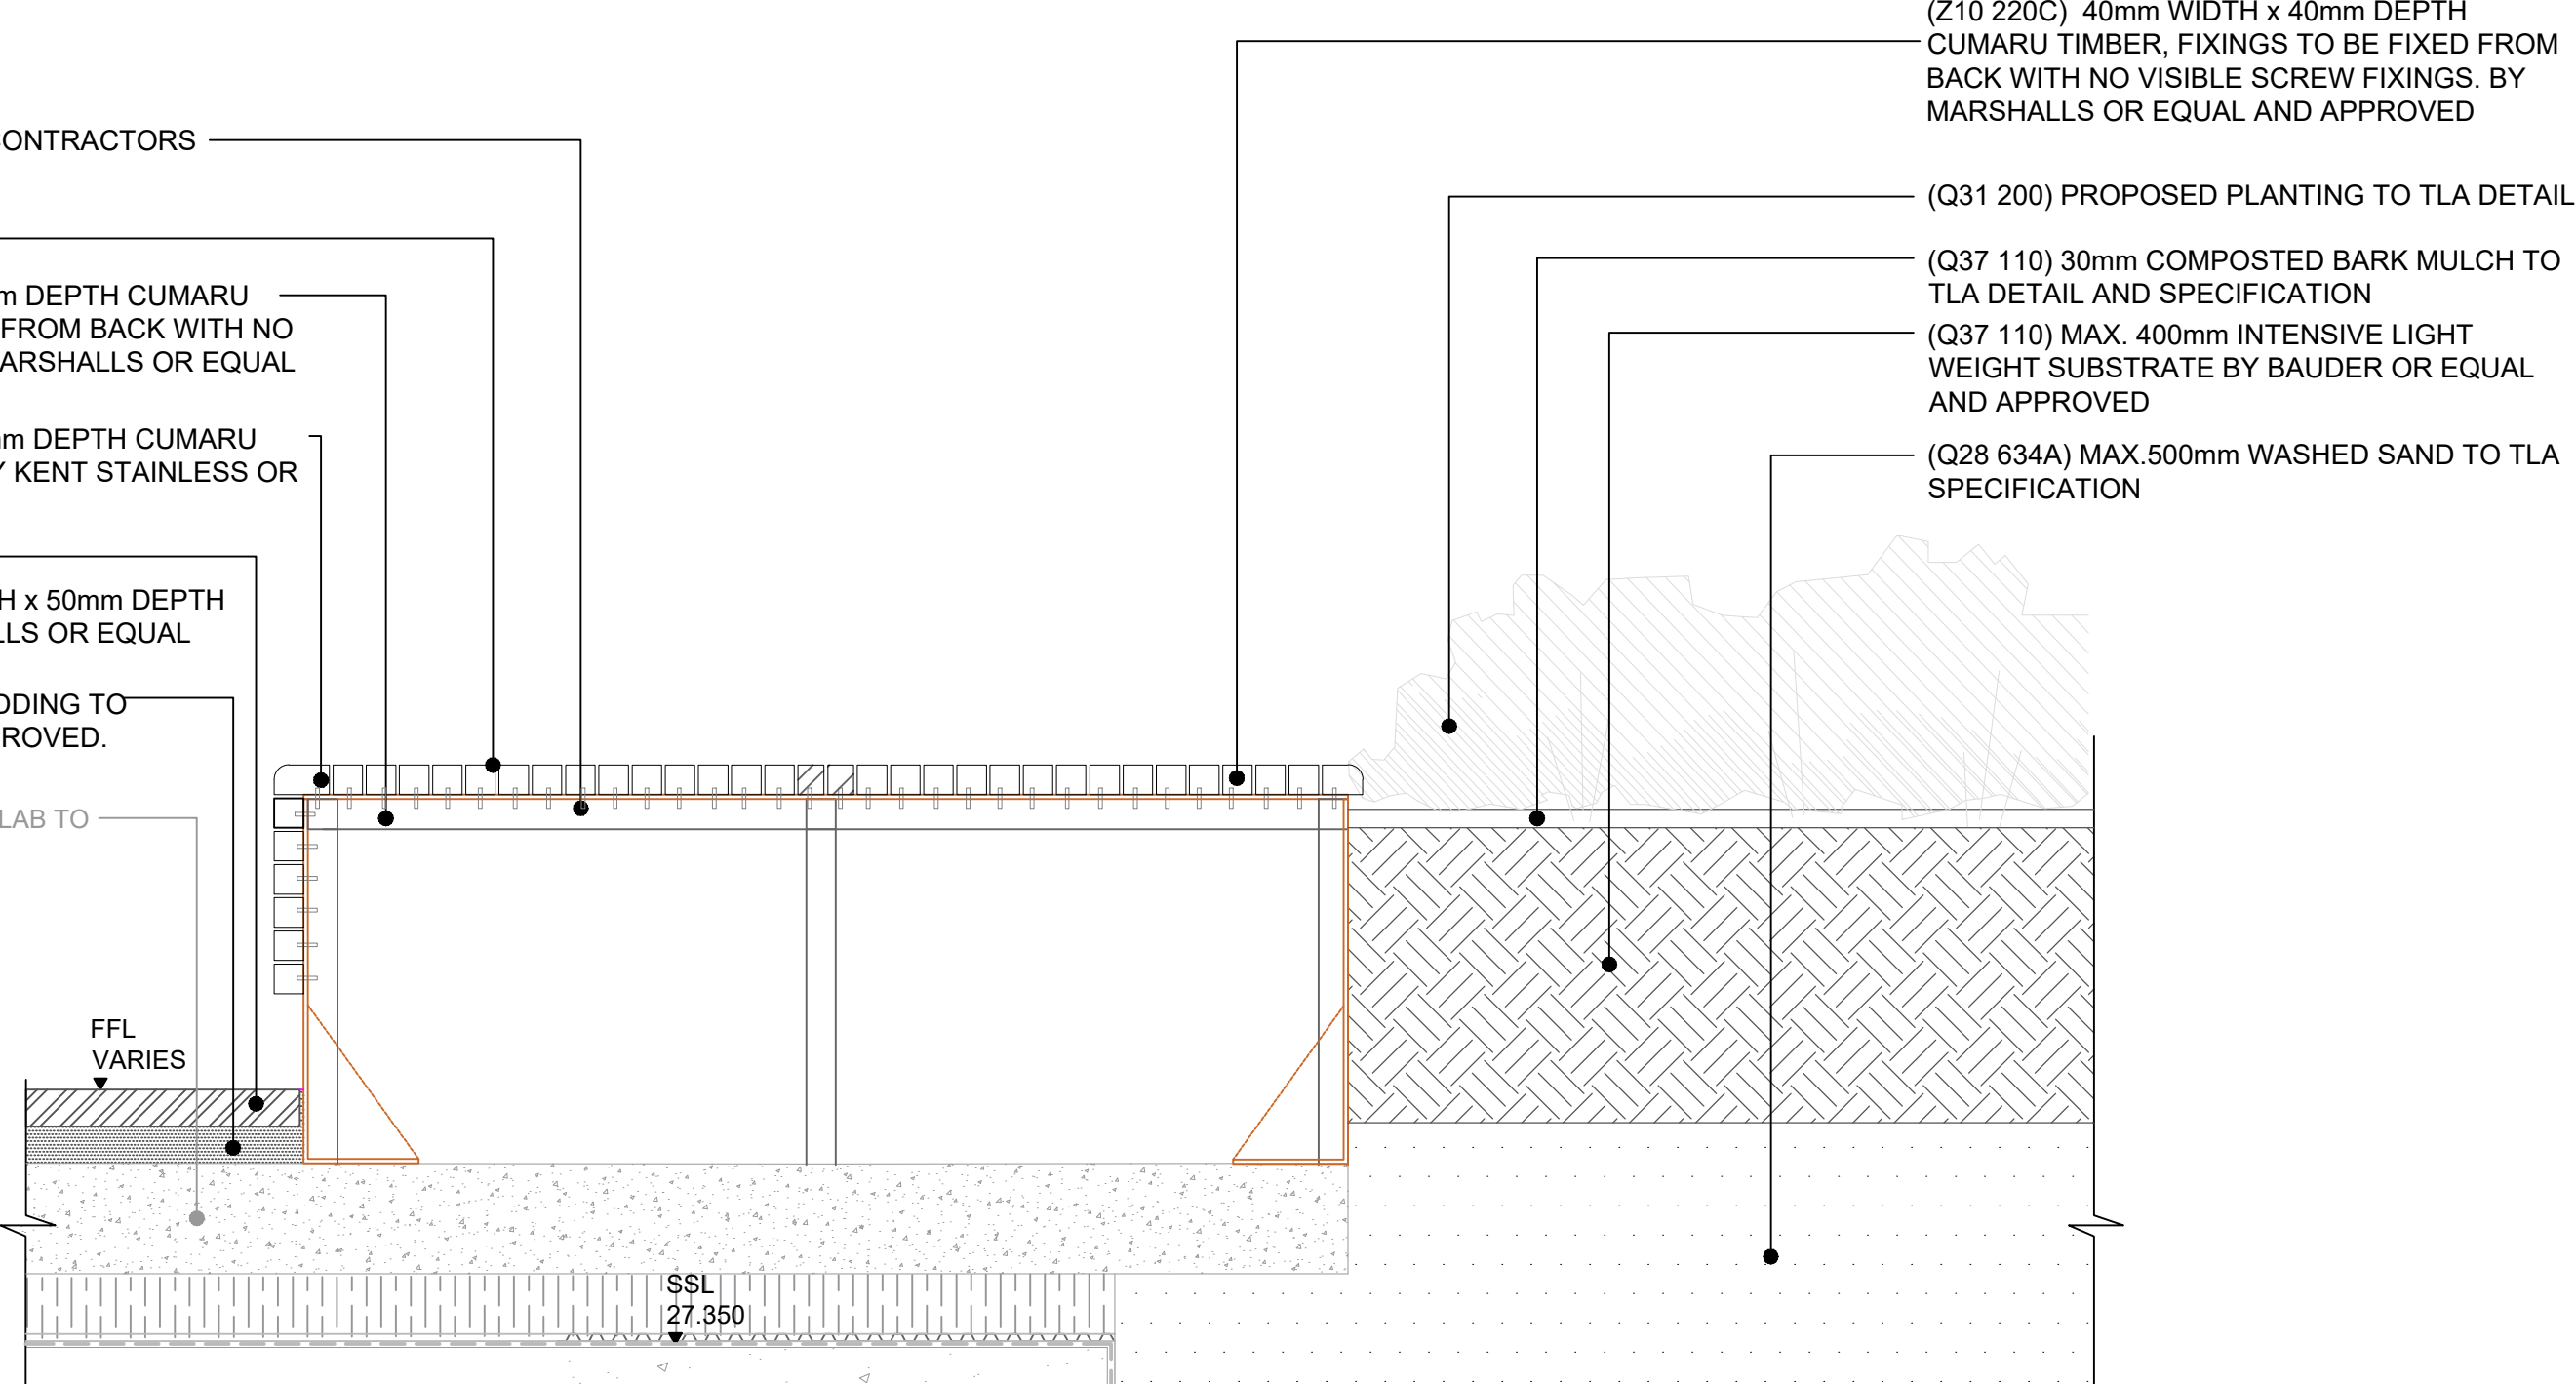 ONTRACTORS
m DEPTH CUMARU
FROM BACK WITH NO
ARSHALLS OR EQUAL
m DEPTH CUMARU
Y KENT STAINLESS OR
H x 50mm DEPTH
LLS OR EQUAL
DDING TO
ROVED.
LAB TO
FFL
VARIES
SSL
27.350
(Z10 220C) 40mm WIDTH x 40mm DEPTH
CUMARU TIMBER, FIXINGS TO BE FIXED FROM
BACK WITH NO VISIBLE SCREW FIXINGS. BY
MARSHALLS OR EQUAL AND APPROVED
(Q31 200) PROPOSED PLANTING TO TLA DETAIL
(Q37 110) 30mm COMPOSTED BARK MULCH TO
TLA DETAIL AND SPECIFICATION
(Q37 110) MAX. 400mm INTENSIVE LIGHT
WEIGHT SUBSTRATE BY BAUDER OR EQUAL
AND APPROVED
(Q28 634A) MAX.500mm WASHED SAND TO TLA
SPECIFICATION